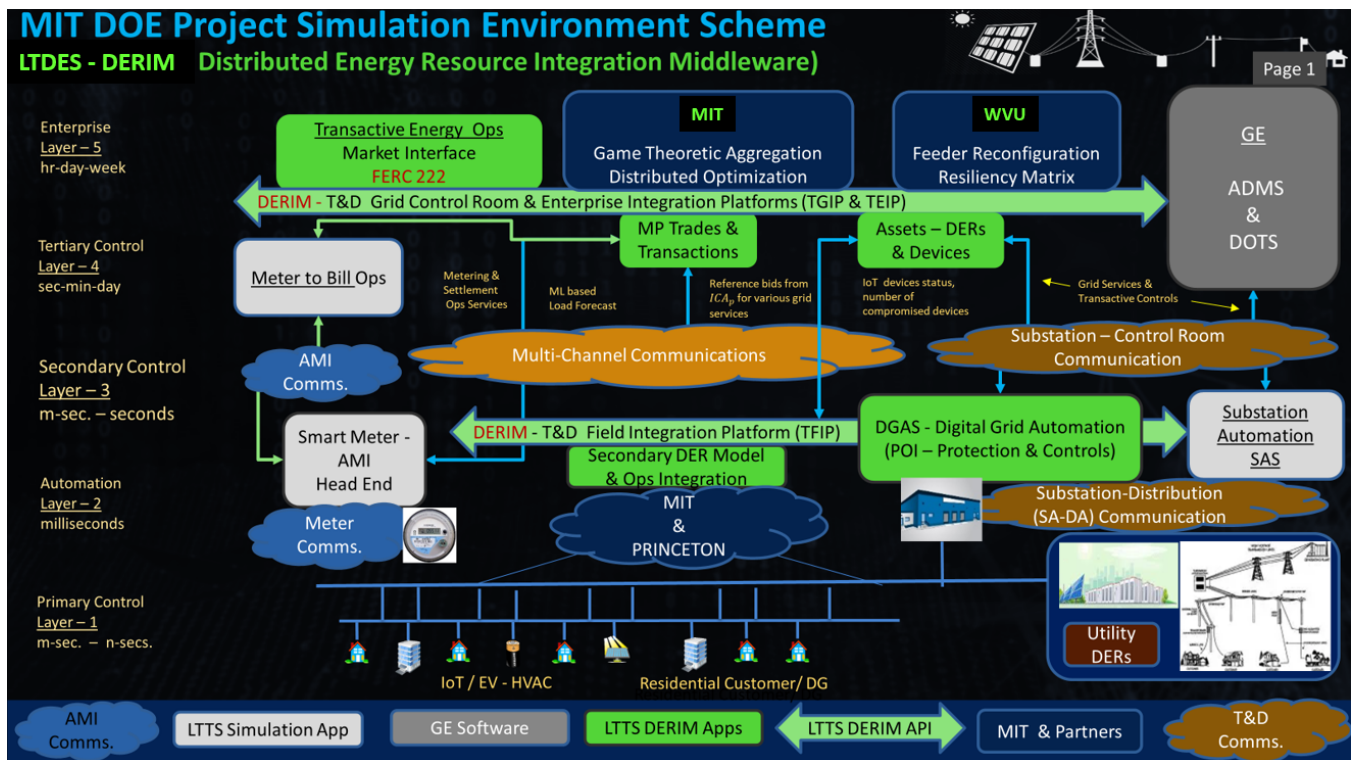 MIT DOE Project Simulation Environment Scheme
LTDES - DERIM Distributed Energy Resource Integration Middleware)
Page 1
Enterprise
Layer – 5
hr-day-week
Transactive Energy Ops
Market Interface
FERC 222
MIT
Game Theoretic Aggregation
Distributed Optimization
WVU
Feeder Reconfiguration
Resiliency Matrix
GE
ADMS
&
DOTS
DERIM - T&D Grid Control Room & Enterprise Integration Platforms (TGIP & TEIP)
Tertiary Control
Layer – 4
sec-min-day
Meter to Bill Ops
MP Trades &
Transactions
Assets – DERs
& Devices
Metering &
Settlement
Ops Services
ML based
Load Forecast
Reference bids from
ICAp for various grid
services
IoT devices status,
number of
compromised devices
Grid Services &
Transactive Controls
Multi-Channel Communications
Substation – Control Room
Communication
Secondary Control
Layer – 3
m-sec. – seconds
AMI
Comms.
Smart Meter -
AMI
Head End
DERIM - T&D Field Integration Platform (TFIP)
DGAS - Digital Grid Automation
(POI – Protection & Controls)
Substation
Automation
SAS
Secondary DER Model
& Ops Integration
Automation
Layer – 2
milliseconds
Meter
Comms.
MIT
&
PRINCETON
Substation-Distribution
(SA-DA) Communication
Primary Control
Layer – 1
m-sec. – n-secs.
Utility
DERs
IoT / EV - HVAC
Residential Customer/ DG
AMI
Comms.
LTTS Simulation App
GE Software
LTTS DERIM Apps
LTTS DERIM API
MIT & Partners
T&D
Comms.